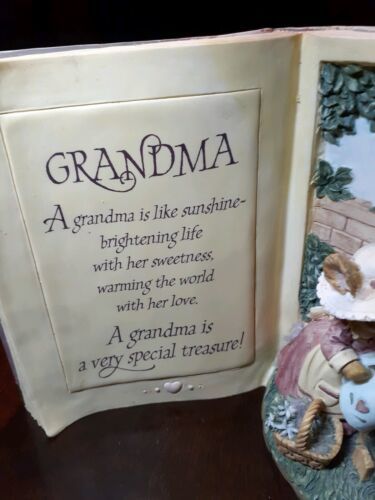 GRANDMA
A grandma is like sunshine-
brightening life
with her sweetness,
warming the world
with her love.
A grandma is
a very special treasure!